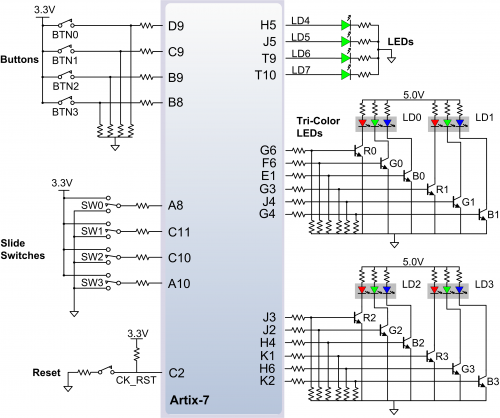 3.3V
BTN0
BTN1
BTN2
BTN3
Buttons
D9
C9
B9
B8
H5
J5
T9
T10
LD4
LD5
LD6
LD7
LEDs
5.0V
Tri-Color
LEDs
LD0
LD1
G6
F6
E1
G3
J4
G4
R0
G0
B0
R1
G1
B1
3.3V
SW0
SW1
SW2
SW3
Slide
Switches
A8
C11
C10
A10
5.0V
LD2
LD3
J3
J2
H4
K1
H6
K2
R2
G2
B2
R3
G3
B3
3.3V
Reset
CK_RST
C2
Artix-7